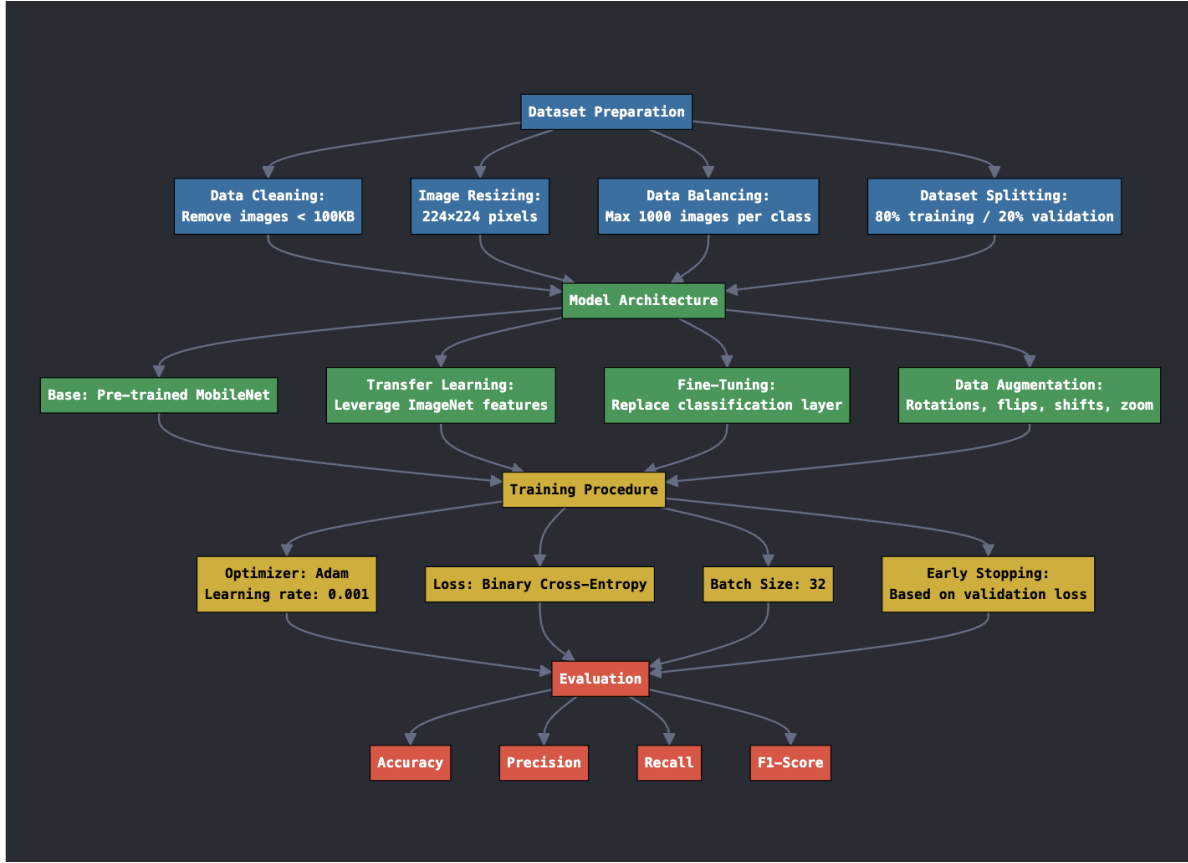 Dataset Preparation
Data Cleaning:
Remove images < 100KB
Image Resizing:
224×224 pixels
Data Balancing:
Max 1000 images per class
Dataset Splitting:
80% training / 20% validation
Model Architecture
Base: Pre-trained MobileNet
Transfer Learning:
Leverage ImageNet features
Fine-Tuning:
Replace classification layer
Data Augmentation:
Rotations, flips, shifts, zoom
Training Procedure
Optimizer: Adam
Learning rate: 0.001
Loss: Binary Cross-Entropy
Batch Size: 32
Early Stopping:
Based on validation loss
Evaluation
Accuracy
Precision
Recall
F1-Score